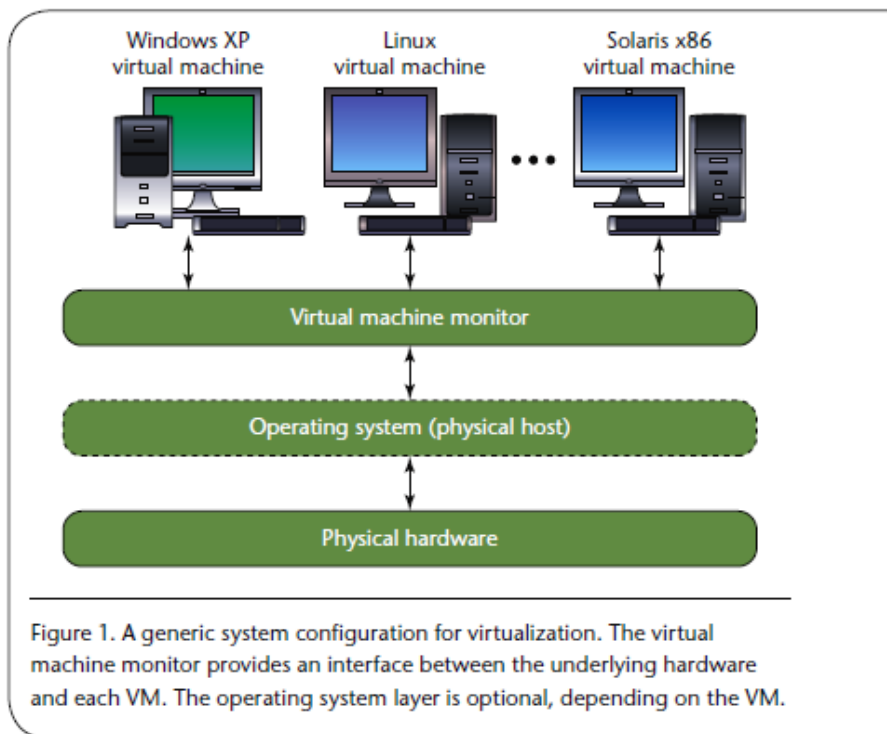 Windows XP
virtual machine
Linux
virtual machine
Solaris x86
virtual machine
Virtual machine monitor
Operating system (physical host)
Physical hardware
Figure 1. A generic system configuration for virtualization. The virtual
machine monitor provides an interface between the underlying hardware
and each VM. The operating system layer is optional, depending on the VM.